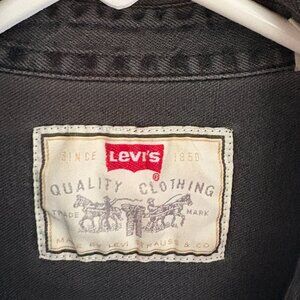 SINCE LEVI'S 1850
®
QUALITY CLOTHING
TRADE MARK
MADE BY LEVI STRAUSS & CO